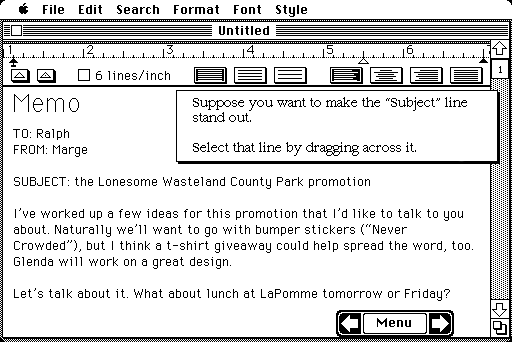 File Edit Search Format Font Style
Untitled
1 2 3 4 5 6 7
6 lines/inch
1
Suppose you want to make the “Subject” line
stand out.
Select that line by dragging across it.
Memo
TO: Ralph
FROM: Marge
SUBJECT: the Lonesome Wasteland County Park promotion
I’ve worked up a few ideas for this promotion that I’d like to talk to you
about. Naturally we’ll want to go with bumper stickers (“Never
Crowded”), but I think a t-shirt giveaway could help spread the word, too.
Glenda will work on a great design.
Let’s talk about it. What about lunch at LaPomme tomorrow or Friday?
Menu